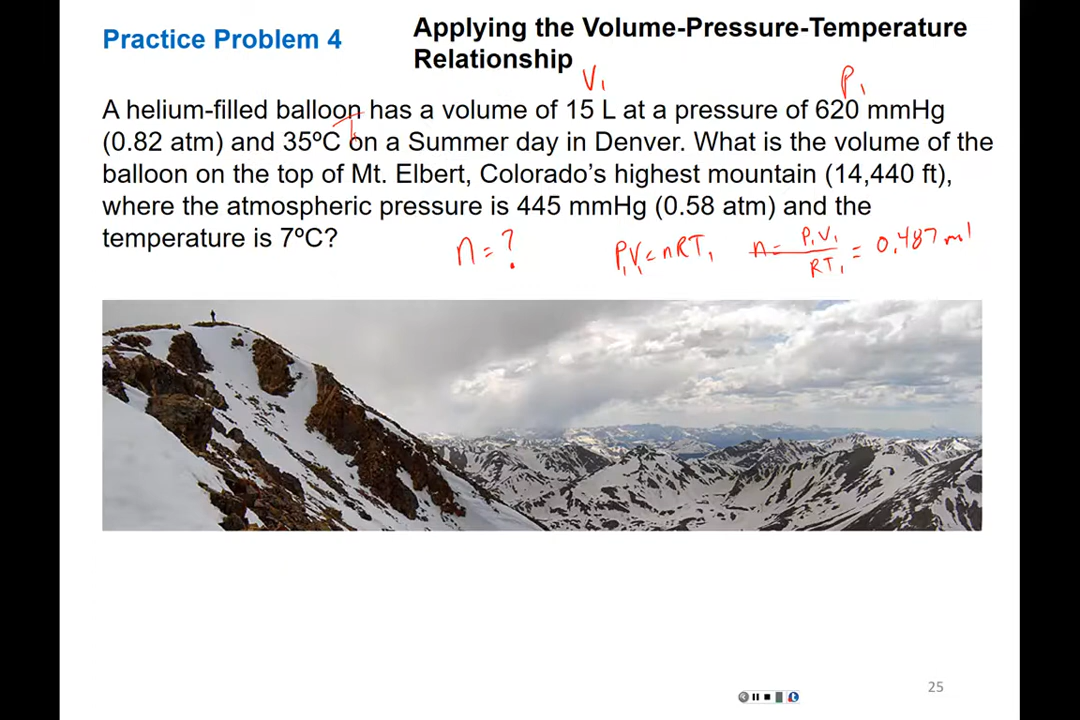 Practice Problem 4
Applying the Volume-Pressure-Temperature
Relationship
V₁ P₁
A helium-filled balloon has a volume of 15 L at a pressure of 620 mmHg
T₁
(0.82 atm) and 35ºC on a Summer day in Denver. What is the volume of the
balloon on the top of Mt. Elbert, Colorado’s highest mountain (14,440 ft),
where the atmospheric pressure is 445 mmHg (0.58 atm) and the
temperature is 7ºC?
n = ? P₁V₁ = nRT₁ n = P₁V₁ / RT₁ = 0.487 mol
25